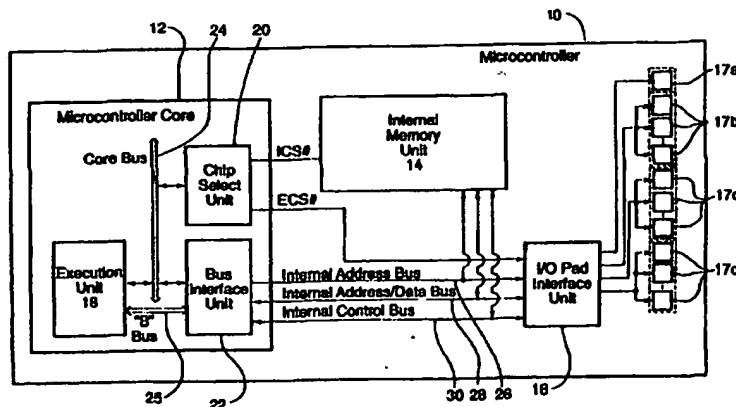 12
24
20
10
Microcontroller
17a
Microcontroller Core
Internal
Memory
Unit
14
17b
Core Bus
Chip
Select
Unit
ICS#
ECS#
17c
Execution
Unit
18
Bus
Interface
Unit
Internal Address Bus
Internal Address/Data Bus
Internal Control Bus
I/O Pad
Interface
Unit
17d
"B"
Bus
25
22
30
28
26
16